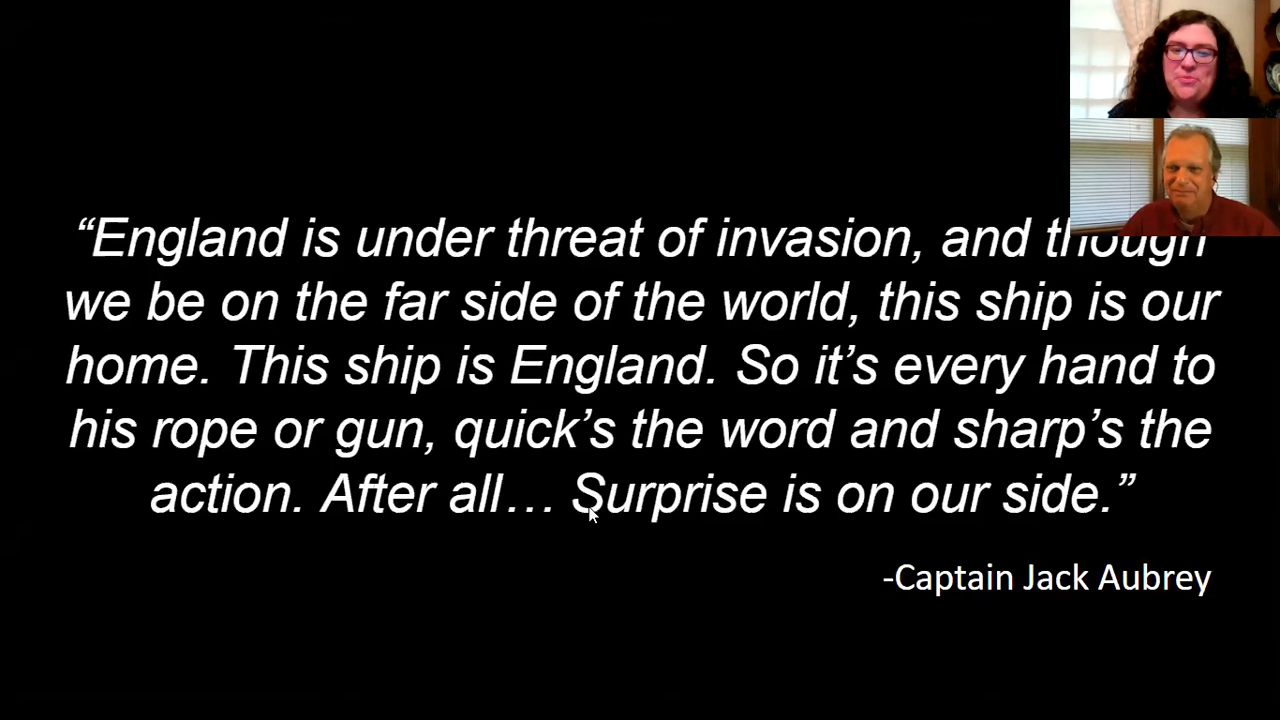 “England is under threat of invasion, and though
we be on the far side of the world, this ship is our
home. This ship is England. So it’s every hand to
his rope or gun, quick’s the word and sharp’s the
action. After all… Surprise is on our side.”
-Captain Jack Aubrey